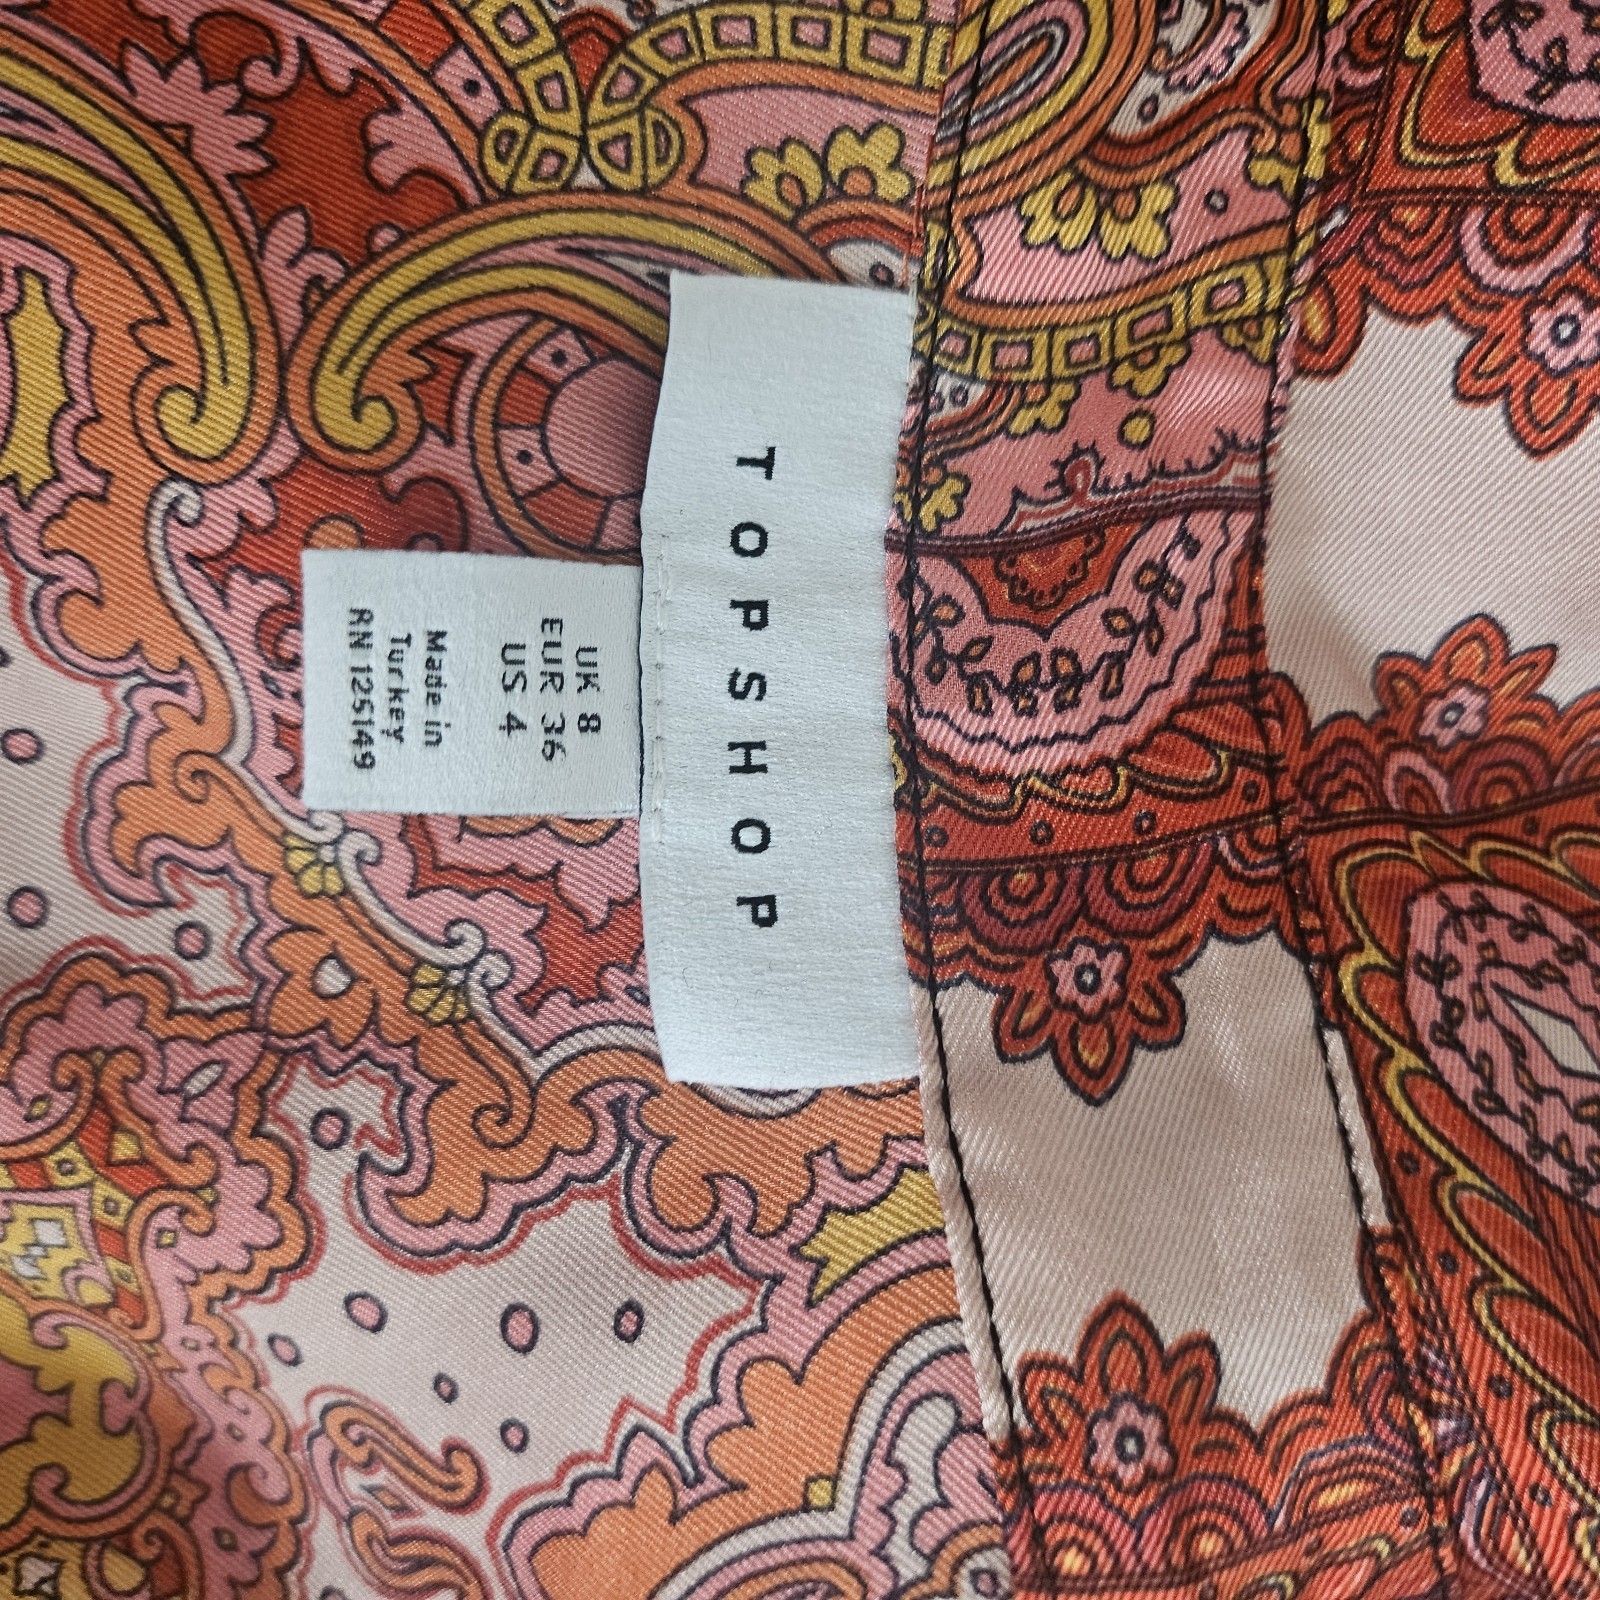 TOPSHOP
UK 8
EUR 36
US 4
Made in
Turkey
RN 125149